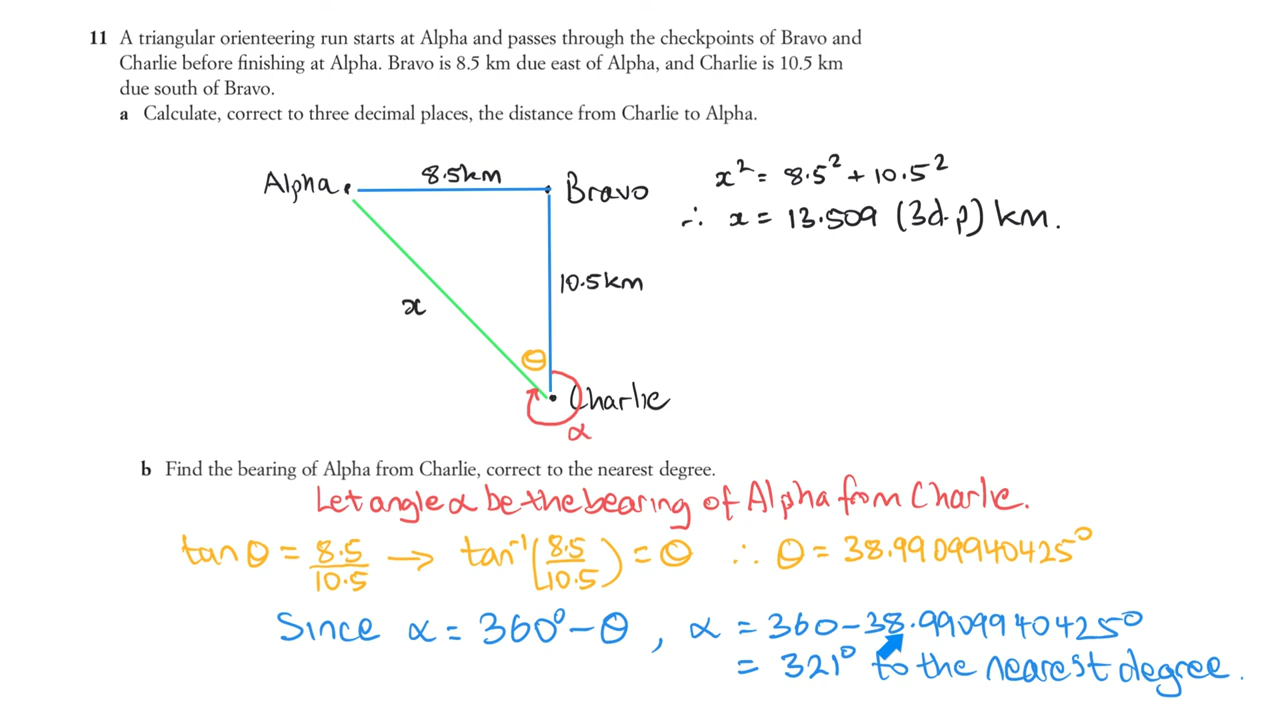 11 A triangular orienteering run starts at Alpha and passes through the checkpoints of Bravo and
Charlie before finishing at Alpha. Bravo is 8.5 km due east of Alpha, and Charlie is 10.5 km
due south of Bravo.
a Calculate, correct to three decimal places, the distance from Charlie to Alpha.
Alpha
8.5km
Bravo
x² = 8.5² + 10.5²
∴ x = 13.509 (3d.p) km.
10.5km
x
θ
Charlie
α
b Find the bearing of Alpha from Charlie, correct to the nearest degree.
Let angle α be the bearing of Alpha from Charlie.
tan θ = 8.5/10.5 → tan⁻¹(8.5/10.5) = θ ∴ θ = 38.9909940425°
Since α = 360° − θ, α = 360 − 38.99099404250
= 321° to the nearest degree.